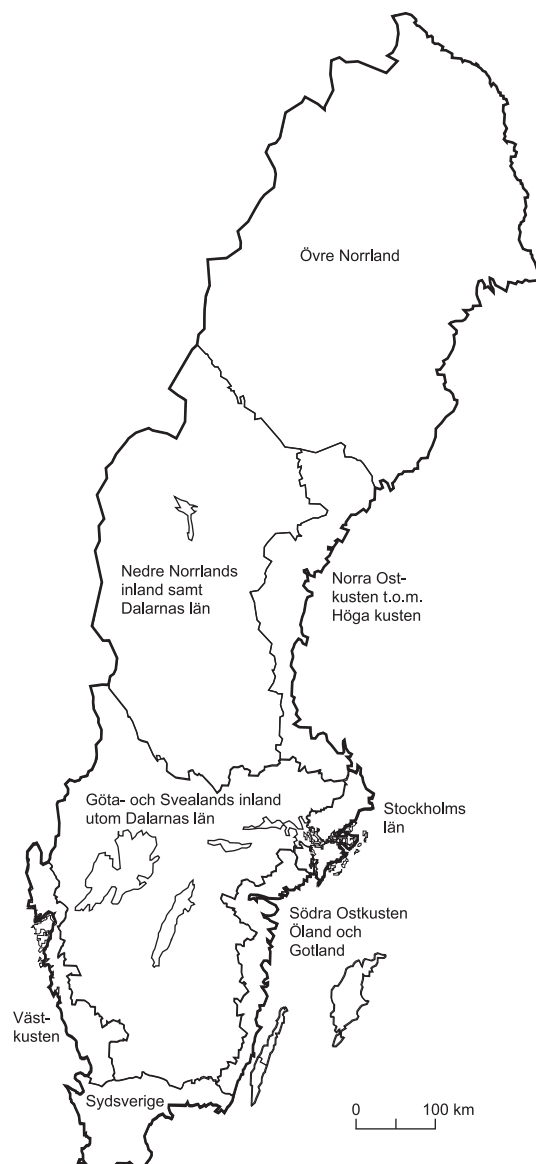 Övre Norrland
Nedre Norrlands
inland samt
Dalarnas län
Norra Ost-
kusten t.o.m.
Höga kusten
Göta- och Svealands inland
utom Dalarnas län
Stockholms
län
Södra Ostkusten
Öland och
Gotland
Väst-
kusten
Sydsverige
0 100 km